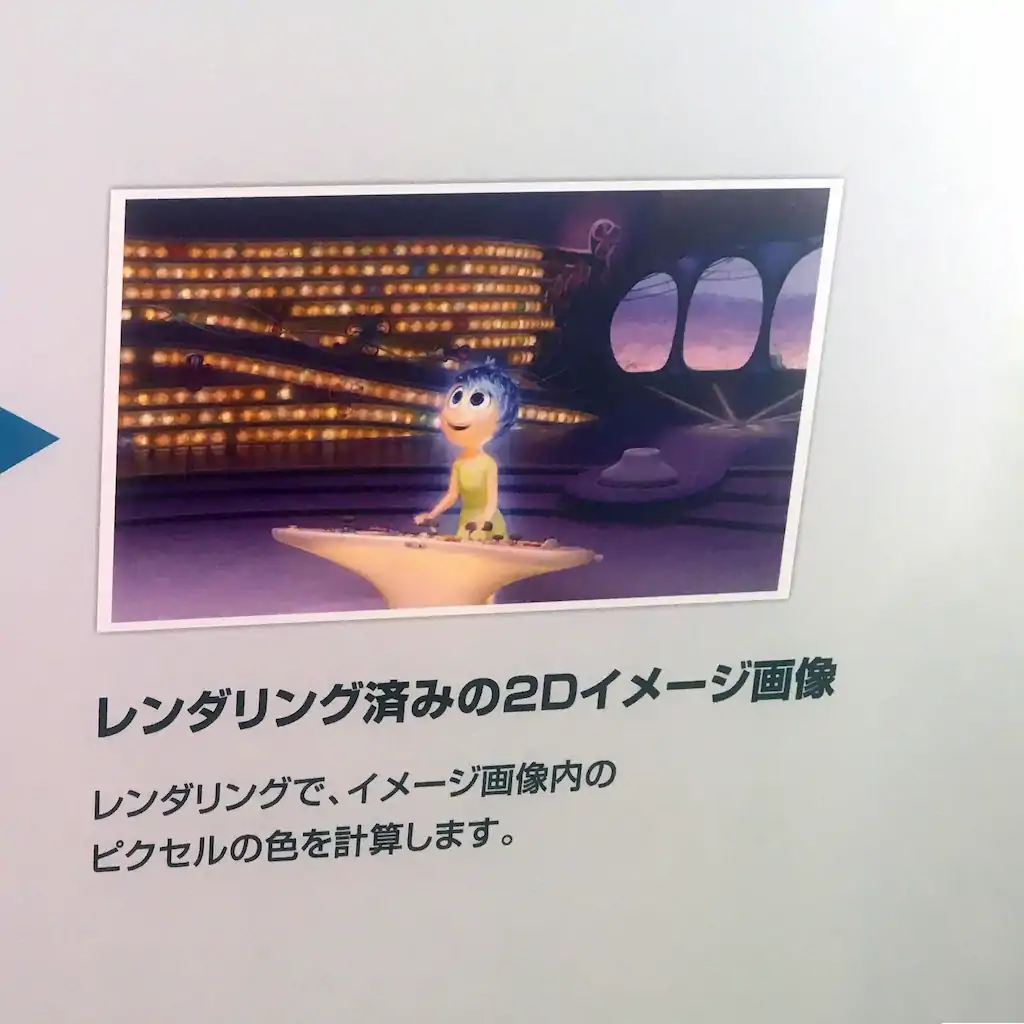 レンダリング済みの2Dイメージ画像
レンダリングで、イメージ画像内の
ピクセルの色を計算します。